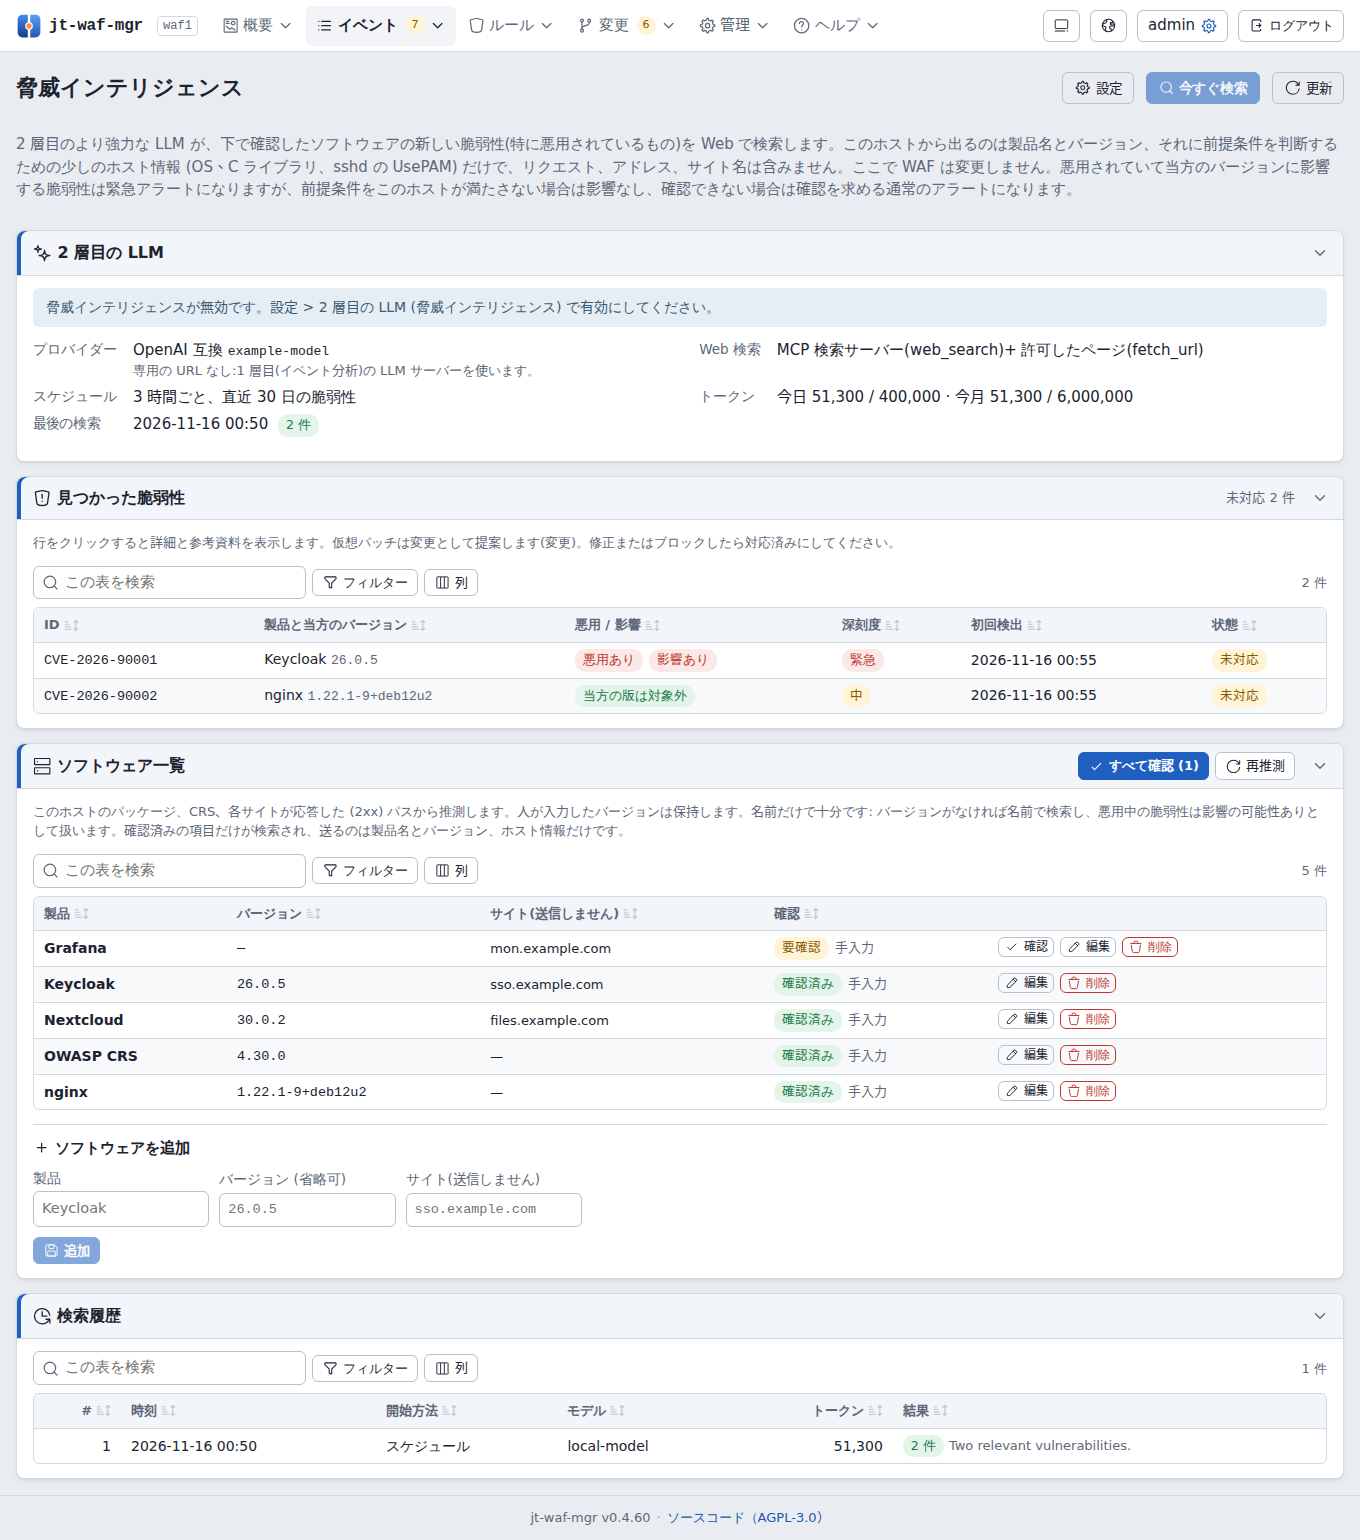 jt-waf-mgr waf1 概要 イベント 7 ルール 変更 6 管理 ヘルプ admin ログアウト
脅威インテリジェンス 設定 今すぐ検索 更新
2 層目のより強力な LLM が、下で確認したソフトウェアの新しい脆弱性(特に悪用されているもの)を Web で検索します。このホストから出るのは製品名とバージョン、それに前提条件を判断する
ための少しのホスト情報 (OS・C ライブラリ、sshd の UsePAM) だけで、リクエスト、アドレス、サイト名は含みません。ここで WAF は変更しません。悪用されていて当方のバージョンに影響
する脆弱性は緊急アラートになりますが、前提条件をこのホストが満たさない場合は影響なし、確認できない場合は確認を求める通常のアラートになります。
2 層目の LLM
脅威インテリジェンスが無効です。設定 > 2 層目の LLM (脅威インテリジェンス) で有効にしてください。
プロバイダー OpenAI 互換 example-model Web 検索 MCP 検索サーバー(web_search)+ 許可したページ(fetch_url)
専用の URL なし:1 層目(イベント分析)の LLM サーバーを使います。
スケジュール 3 時間ごと、直近 30 日の脆弱性 トークン 今日 51,300 / 400,000 · 今月 51,300 / 6,000,000
最後の検索 2026-11-16 00:50 2 件
見つかった脆弱性 未対応 2 件
行をクリックすると詳細と参考資料を表示します。仮想パッチは変更として提案します(変更)。修正またはブロックしたら対応済みにしてください。
この表を検索 フィルター 列 2 件
ID 製品と当方のバージョン 悪用 / 影響 深刻度 初回検出 状態
CVE-2026-90001 Keycloak 26.0.5 悪用あり 影響あり 緊急 2026-11-16 00:55 未対応
CVE-2026-90002 nginx 1.22.1-9+deb12u2 当方の版は対象外 中 2026-11-16 00:55 未対応
ソフトウェア一覧 すべて確認 (1) 再推測
このホストのパッケージ、CRS、各サイトが応答した (2xx) パスから推測します。人が入力したバージョンは保持します。名前だけで十分です: バージョンがなければ名前で検索し、悪用中の脆弱性は影響の可能性ありと
して扱います。確認済みの項目だけが検索され、送るのは製品名とバージョン、ホスト情報だけです。
この表を検索 フィルター 列 5 件
製品 バージョン サイト(送信しません) 確認
Grafana — mon.example.com 要確認 手入力 確認 編集 削除
Keycloak 26.0.5 sso.example.com 確認済み 手入力 編集 削除
Nextcloud 30.0.2 files.example.com 確認済み 手入力 編集 削除
OWASP CRS 4.30.0 — 確認済み 手入力 編集 削除
nginx 1.22.1-9+deb12u2 — 確認済み 手入力 編集 削除
ソフトウェアを追加
製品 バージョン (省略可) サイト(送信しません)
Keycloak 26.0.5 sso.example.com
追加
検索履歴
この表を検索 フィルター 列 1 件
# 時刻 開始方法 モデル トークン 結果
1 2026-11-16 00:50 スケジュール local-model 51,300 2 件 Two relevant vulnerabilities.
jt-waf-mgr v0.4.60 · ソースコード（AGPL-3.0）